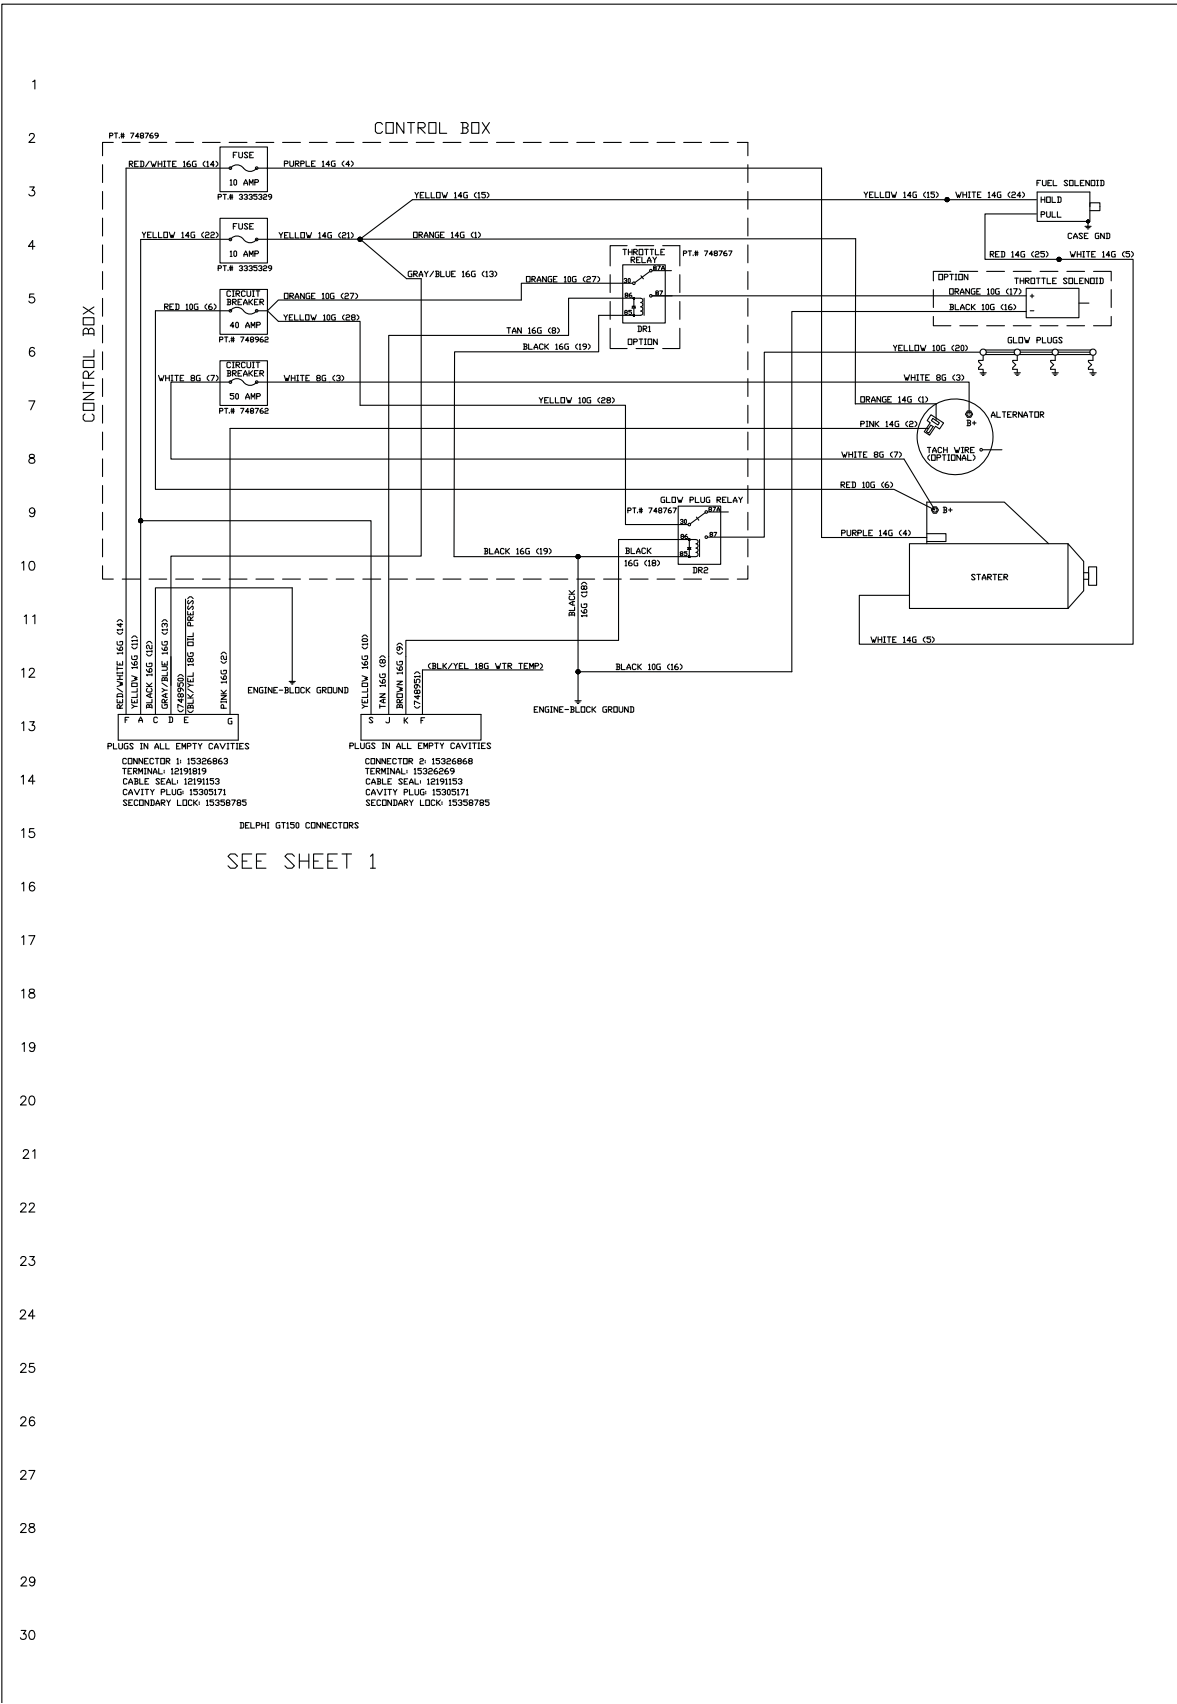 1
2
3
4
5
6
7
8
9
10
11
12
13
14
15
16
17
18
19
20
21
22
23
24
25
26
27
28
29
30
CONTROL BOX
PT.# 748769
CONTROL BOX
RED/WHITE 16G (14)
FUSE
10 AMP
PT.# 3335329
PURPLE 14G (4)
YELLOW 14G (22)
FUSE
10 AMP
PT.# 3335329
YELLOW 14G (21)
YELLOW 14G (15)
ORANGE 14G (1)
GRAY/BLUE 16G (13)
RED 10G (6)
CIRCUIT
BREAKER
40 AMP
PT.# 748962
ORANGE 10G (27)
YELLOW 10G (28)
WHITE 8G (7)
CIRCUIT
BREAKER
50 AMP
PT.# 748762
WHITE 8G (3)
THROTTLE
RELAY
PT.# 748767
ORANGE 10G (27)
30
87A
86
87
85
DR1
OPTION
TAN 16G (8)
BLACK 16G (19)
YELLOW 10G (28)
GLOW PLUG RELAY
PT.# 748767
30
87A
86
87
85
DR2
BLACK 16G (19)
BLACK
16G (18)
BLACK
16G (18)
YELLOW 14G (15)
WHITE 14G (24)
FUEL SOLENOID
HOLD
PULL
CASE GND
RED 14G (25)
WHITE 14G (5)
OPTION
THROTTLE SOLENOID
ORANGE 10G (17)
+
BLACK 10G (16)
-
GLOW PLUGS
YELLOW 10G (20)
WHITE 8G (3)
ORANGE 14G (1)
ALTERNATOR
B+
PINK 14G (2)
TACH WIRE
(OPTIONAL)
WHITE 8G (7)
RED 10G (6)
B+
PURPLE 14G (4)
STARTER
WHITE 14G (5)
BLACK 10G (16)
ENGINE-BLOCK GROUND
ENGINE-BLOCK GROUND
RED/WHITE 16G (14)
YELLOW 16G (11)
BLACK 16G (12)
GRAY/BLUE 16G (13)
(748950)
(BLK/YEL 18G OIL PRESS)
PINK 16G (2)
F A C D E G
PLUGS IN ALL EMPTY CAVITIES
CONNECTOR 1: 15326863
TERMINAL: 12191819
CABLE SEAL: 12191153
CAVITY PLUG: 15305171
SECONDARY LOCK: 15358785
YELLOW 16G (10)
TAN 16G (8)
BROWN 16G (9)
(748951)
(BLK/YEL 18G WTR TEMP)
S J K F
PLUGS IN ALL EMPTY CAVITIES
CONNECTOR 2: 15326868
TERMINAL: 15326269
CABLE SEAL: 12191153
CAVITY PLUG: 15305171
SECONDARY LOCK: 15358785
DELPHI GT150 CONNECTORS
SEE SHEET 1